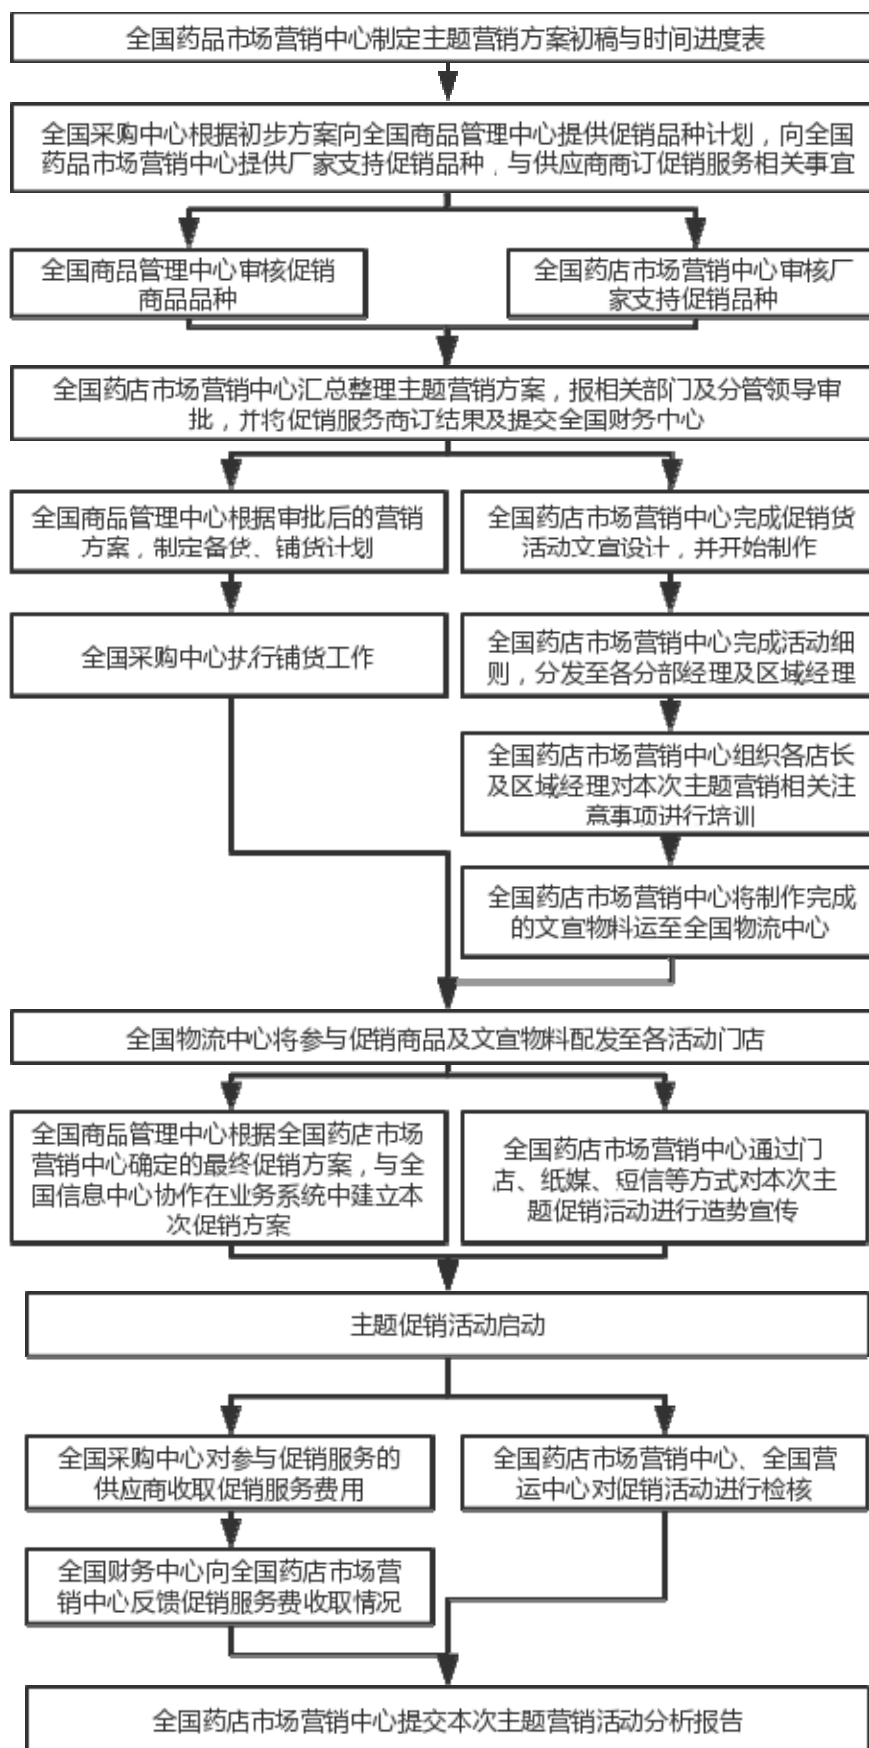 全国药品市场营销中心制定主题营销方案初稿与时间进度表
全国采购中心根据初步方案向全国商品管理中心提供促销品种计划，向全国
药品市场营销中心提供厂家支持促销品种，与供应商商订促销服务相关事宜
全国商品管理中心审核促销
商品品种
全国药店市场营销中心审核厂
家支持促销品种
全国药店市场营销中心汇总整理主题营销方案，报相关部门及分管领导审
批，并将促销服务商订结果及提交全国财务中心
全国商品管理中心根据审批后的营销
方案，制定备货、铺货计划
全国药店市场营销中心完成促销货
活动文宣设计，并开始制作
全国采购中心执行铺货工作
全国药店市场营销中心完成活动细
则，分发至各分部经理及区域经理
全国药店市场营销中心组织各店长
及区域经理对本次主题营销相关注
意事项进行培训
全国药店市场营销中心将制作完成
的文宣物料运至全国物流中心
全国物流中心将参与促销商品及文宣物料配发至各活动门店
全国商品管理中心根据全国药店市场
营销中心确定的最终促销方案，与全
国信息中心协作在业务系统中建立本
次促销方案
全国药店市场营销中心通过门
店、纸媒、短信等方式对本次主
题促销活动进行造势宣传
主题促销活动启动
全国采购中心对参与促销服务的
供应商收取促销服务费用
全国药店市场营销中心、全国营
运中心对促销活动进行检核
全国财务中心向全国药店市场营
销中心反馈促销服务费收取情况
全国药店市场营销中心提交本次主题营销活动分析报告